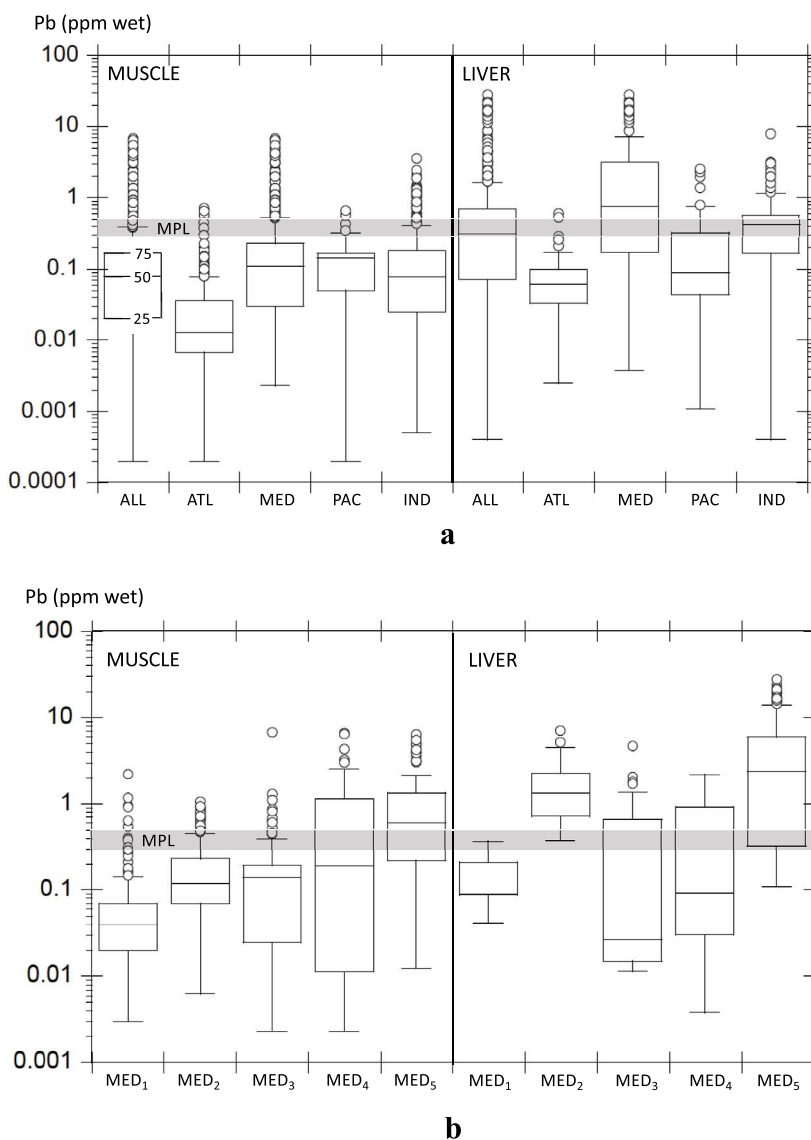 Pb (ppm wet)
100
MUSCLE
LIVER
10
1
MPL
75
0.1
50
25
0.01
0.001
0.0001
ALL ATL MED PAC IND ALL ATL MED PAC IND
a
Pb (ppm wet)
100
MUSCLE
LIVER
10
1
MPL
0.1
0.01
0.001
MED₁ MED₂ MED₃ MED₄ MED₅ MED₁ MED₂ MED₃ MED₄ MED₅
b